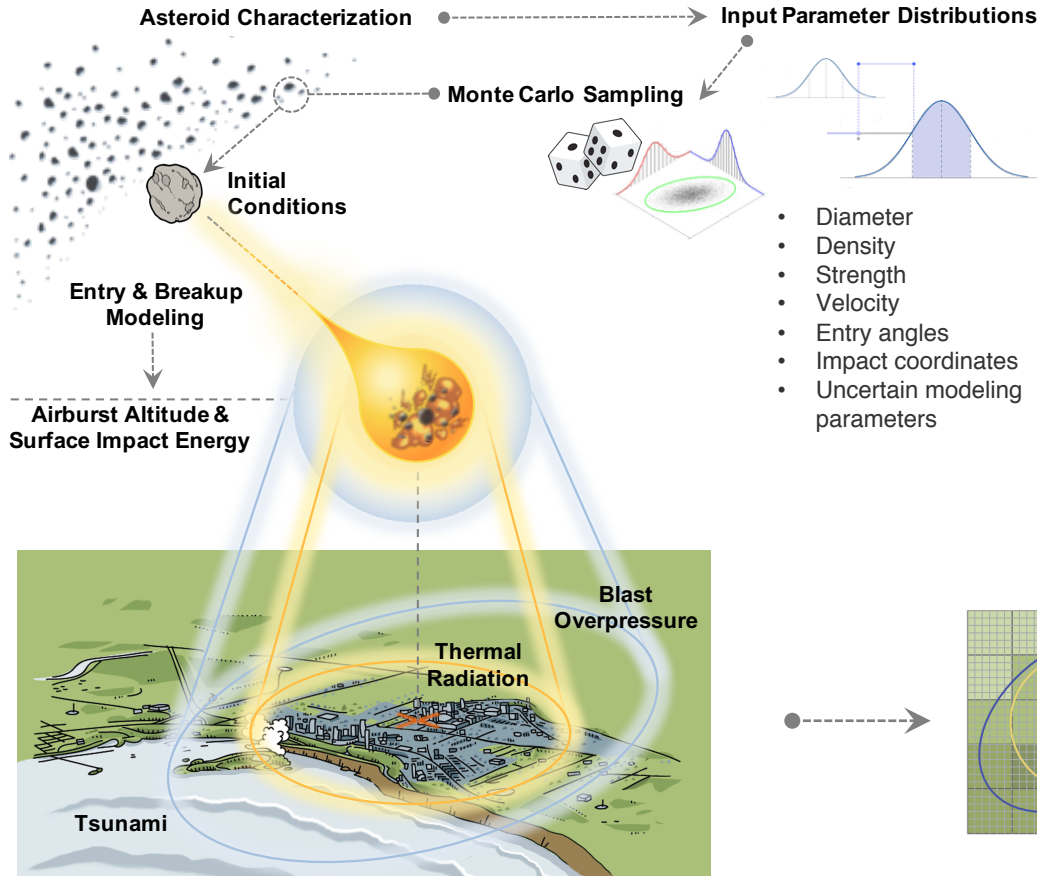 Asteroid Characterization
Input Parameter Distributions
Monte Carlo Sampling
Initial
Conditions
• Diameter
• Density
• Strength
• Velocity
• Entry angles
• Impact coordinates
• Uncertain modeling
parameters
Entry & Breakup
Modeling
Airburst Altitude &
Surface Impact Energy
Blast
Overpressure
Thermal
Radiation
Tsunami